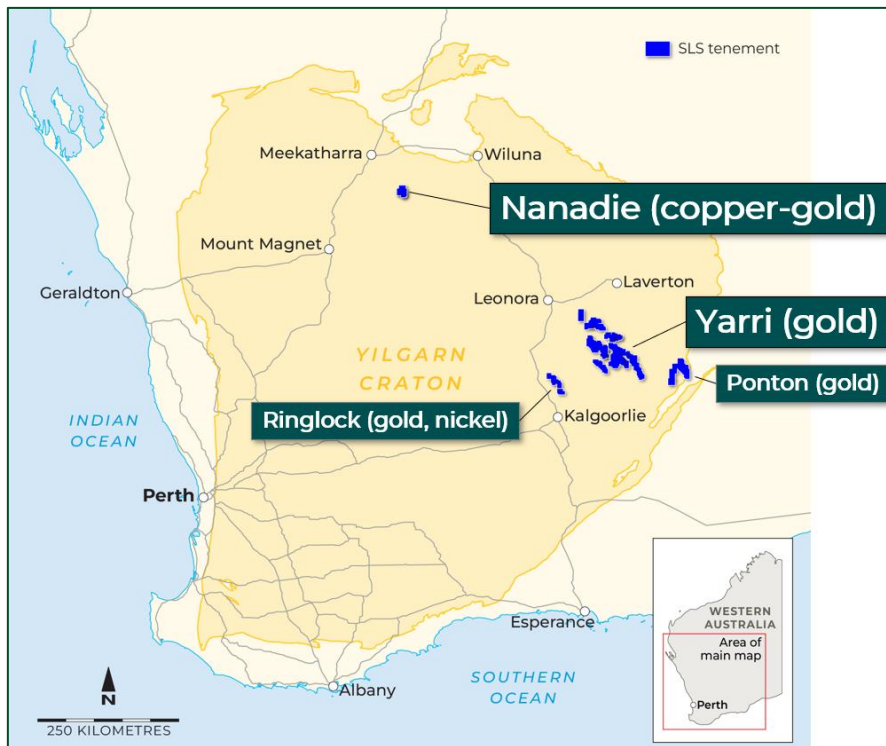 SLS tenement
Meekatharra
Wiluna
Nanadie (copper-gold)
Mount Magnet
Laverton
Geraldton
Leonora
Yarri (gold)
YILGARN
CRATON
Ponton (gold)
Ringlock (gold, nickel)
Kalgoorlie
INDIAN
OCEAN
Perth
Esperance
WESTERN
AUSTRALIA
Area of
main map
Perth
SOUTHERN
OCEAN
Albany
N
250 KILOMETRES